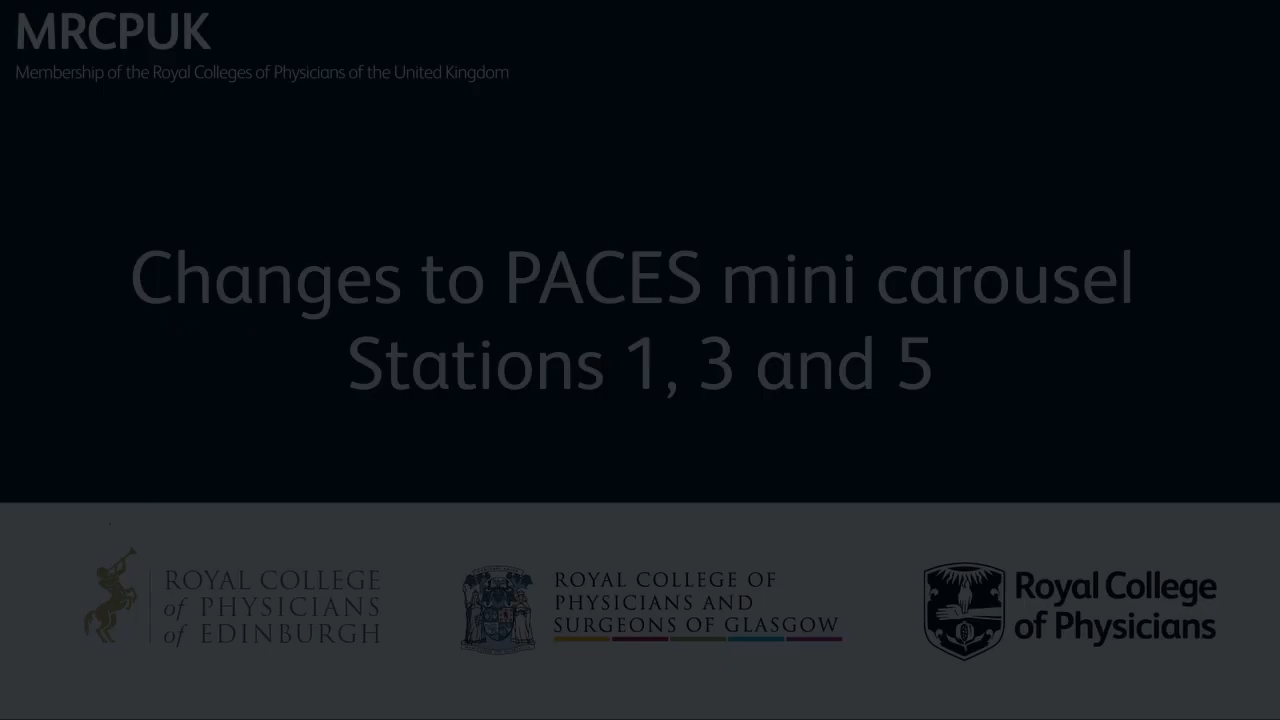 MRCPUK
Membership of the Royal Colleges of Physicians of the United Kingdom
Changes to PACES mini carousel
Stations 1, 3 and 5
ROYAL COLLEGE
of PHYSICIANS
of EDINBURGH
ROYAL COLLEGE OF
PHYSICIANS AND
SURGEONS OF GLASGOW
Royal College
of Physicians